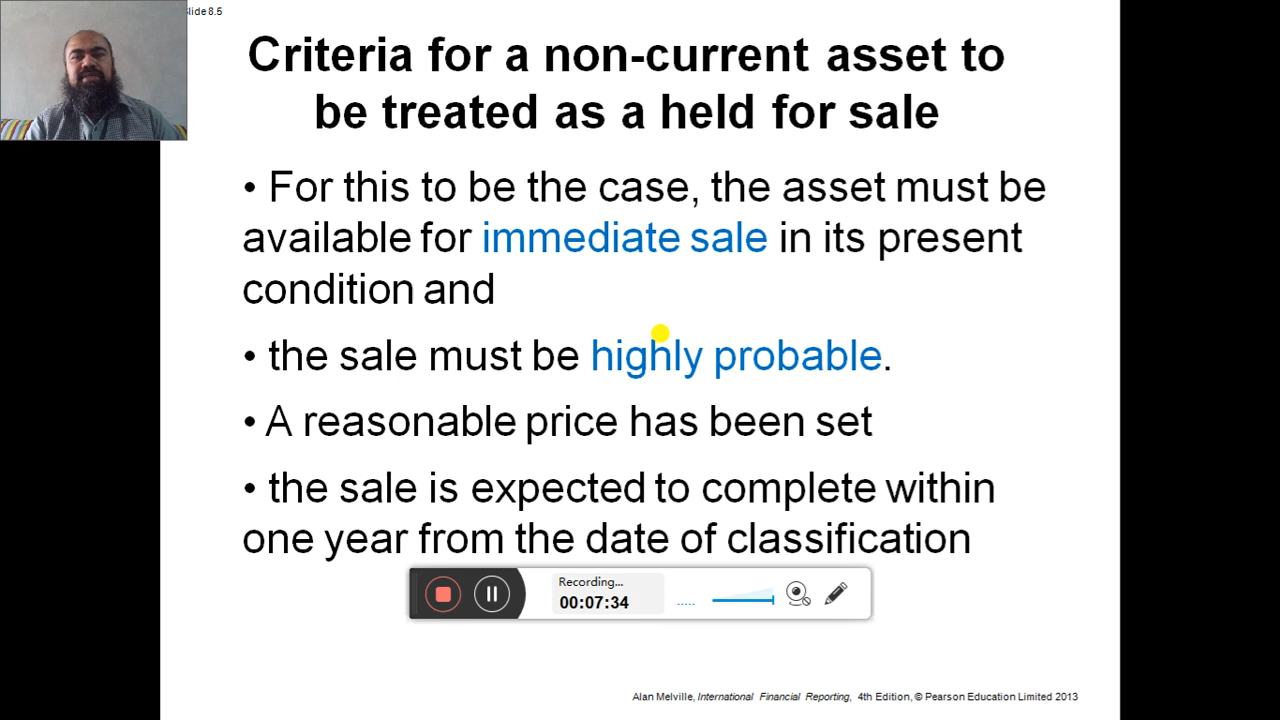 lide 8.5
Criteria for a non-current asset to
be treated as a held for sale
• For this to be the case, the asset must be
available for immediate sale in its present
condition and
• the sale must be highly probable.
• A reasonable price has been set
• the sale is expected to complete within
one year from the date of classification
Recording...
00:07:34
Alan Melville, International Financial Reporting, 4th Edition, © Pearson Education Limited 2013